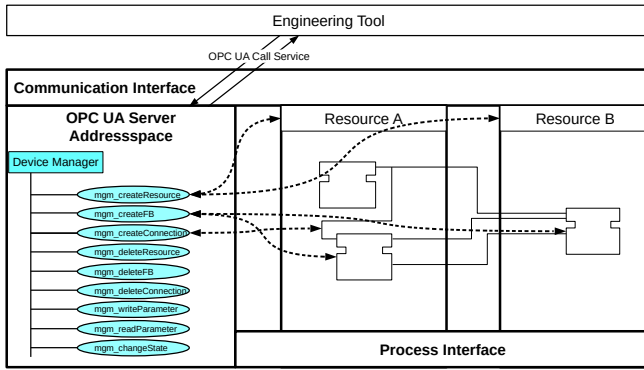 Engineering Tool
OPC UA Call Service
Communication Interface
OPC UA Server
Addressspace
Resource A
Resource B
Device Manager
mgm_createResource
mgm_createFB
mgm_createConnection
mgm_deleteResource
mgm_deleteFB
mgm_deleteConnection
mgm_writeParameter
mgm_readParameter
mgm_changeState
Process Interface